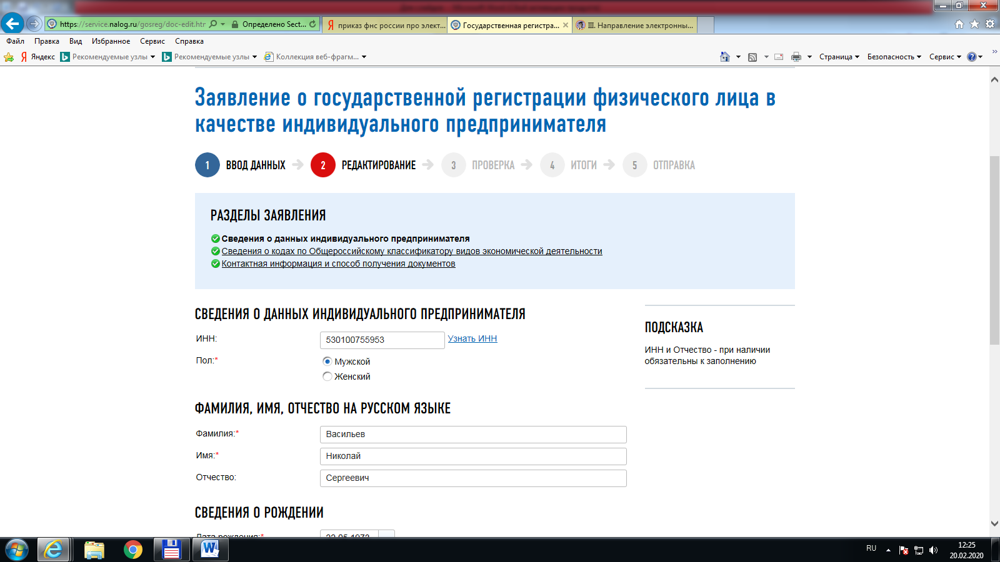 https://service.nalog.ru/gosreg/doc-edit.htr
Определено Sect...
приказ фнс россии про элект...
Государственная регистра...
III. Направление электронны...
Файл Правка Вид Избранное Сервис Справка
Яндекс Рекомендуемые узлы Рекомендуемые узлы Коллекция веб-фрагм...
Страница Безопасность Сервис
Заявление о государственной регистрации физического лица в
качестве индивидуального предпринимателя
1 ВВОД ДАННЫХ 2 РЕДАКТИРОВАНИЕ 3 ПРОВЕРКА 4 ИТОГИ 5 ОТПРАВКА
РАЗДЕЛЫ ЗАЯВЛЕНИЯ
Сведения о данных индивидуального предпринимателя
Сведения о кодах по Общероссийскому классификатору видов экономической деятельности
Контактная информация и способ получения документов
СВЕДЕНИЯ О ДАННЫХ ИНДИВИДУАЛЬНОГО ПРЕДПРИНИМАТЕЛЯ
ИНН: 530100755953 Узнать ИНН
Пол:* Мужской
Женский
ПОДСКАЗКА
ИНН и Отчество - при наличии
обязательны к заполнению
ФАМИЛИЯ, ИМЯ, ОТЧЕСТВО НА РУССКОМ ЯЗЫКЕ
Фамилия:* Васильев
Имя:* Николай
Отчество: Сергеевич
СВЕДЕНИЯ О РОЖДЕНИИ
Дата рождения:*
RU 12:25
20.02.2020